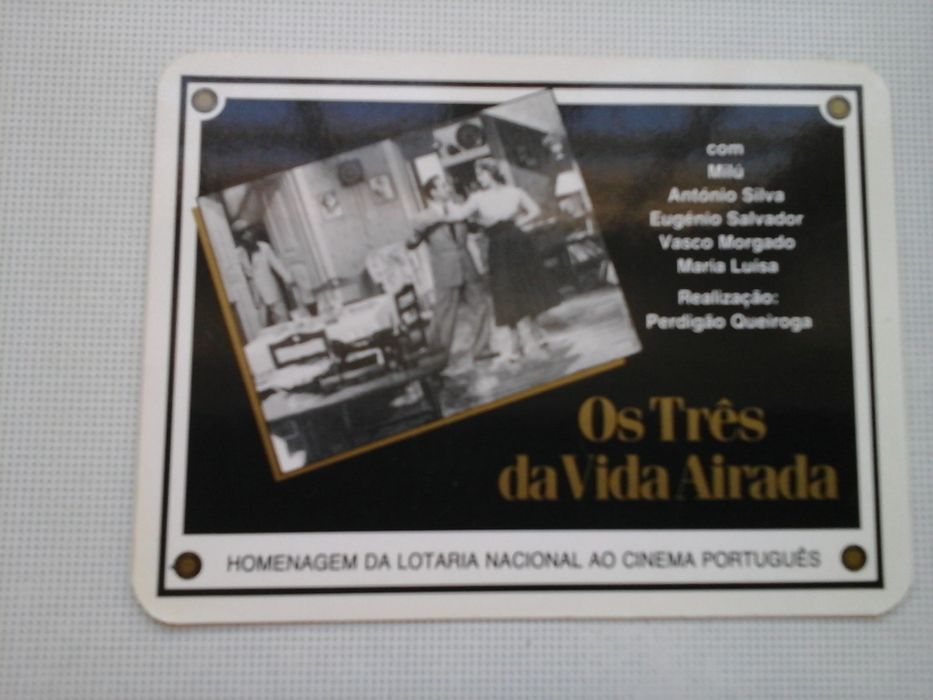 com
Milú
António Silva
Eugénio Salvador
Vasco Morgado
Maria Luisa
Realização:
Perdigão Queiroga
Os Três
da Vida Airada
HOMENAGEM DA LOTARIA NACIONAL AO CINEMA PORTUGUÊS